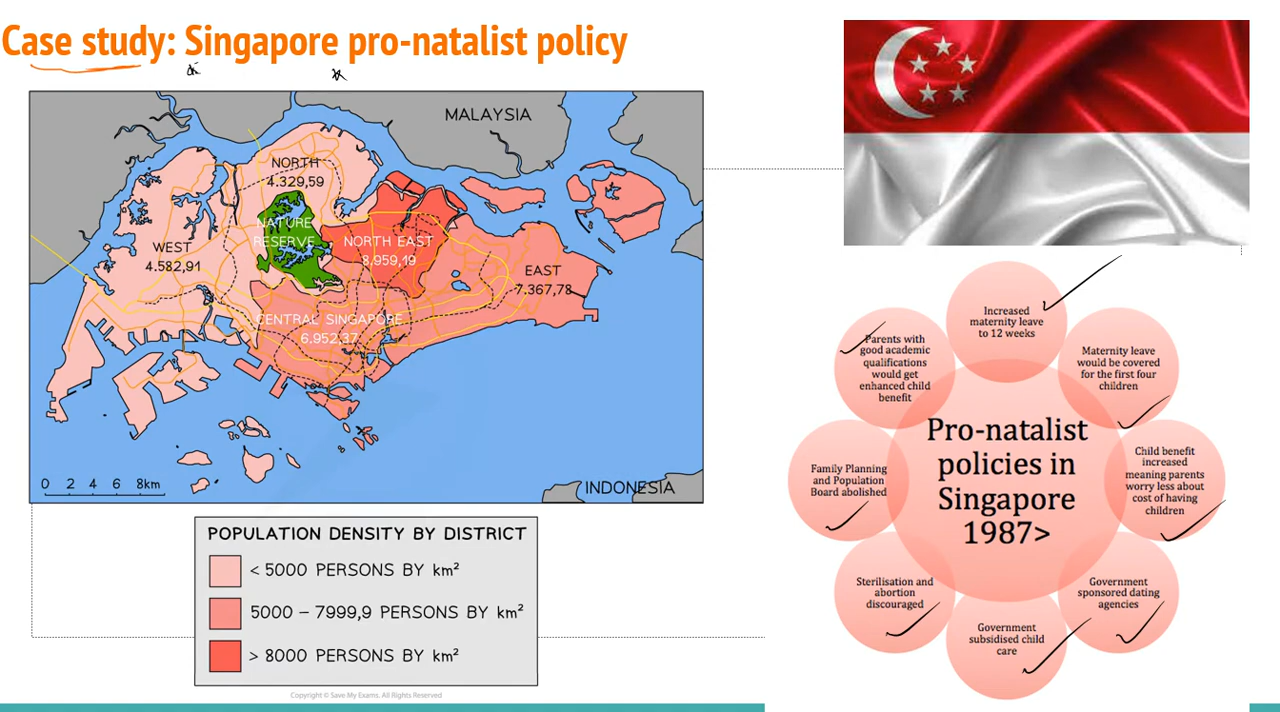 Case study: Singapore pro-natalist policy
MALAYSIA
NORTH
4.329,59
NATURE
RESERVE
NORTH EAST
8,959,19
WEST
4.582,91
EAST
7.367,78
CENTRAL SINGAPORE
6.952,37
0 2 4 6 8km
INDONESIA
POPULATION DENSITY BY DISTRICT
< 5000 PERSONS BY km²
5000 – 7999,9 PERSONS BY km²
> 8000 PERSONS BY km²
Copyright © Save My Exams. All Rights Reserved
Pro-natalist
policies in
Singapore
1987>
Increased
maternity leave
to 12 weeks
Maternity leave
would be covered
for the first four
children
Child benefit
increased
meaning parents
worry less about
cost of having
children
Government
sponsored dating
agencies
Government
subsidised child
care
Sterilisation and
abortion
discouraged
Family Planning
and Population
Board abolished
Parents with
good academic
qualifications
would get
enhanced child
benefit